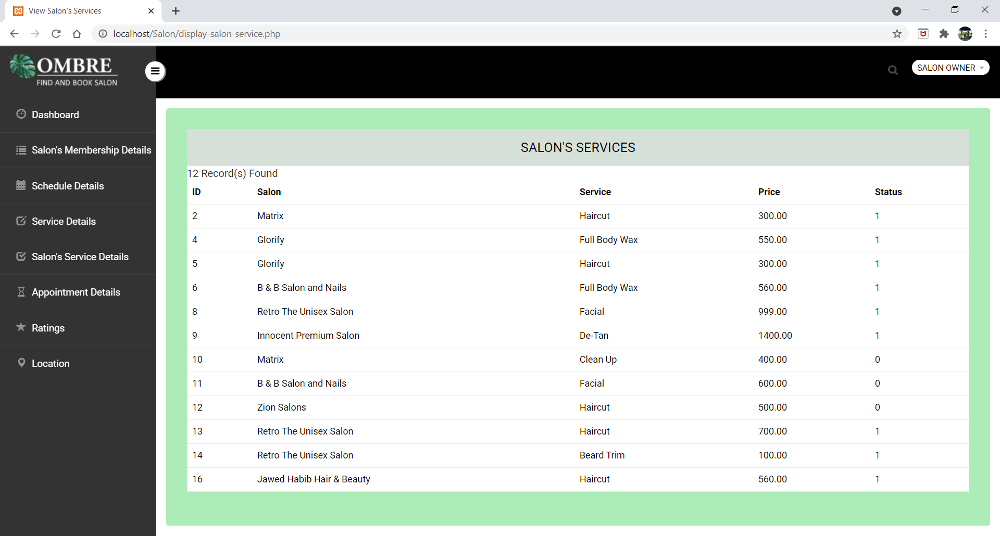 View Salon's Services
localhost/Salon/display-salon-service.php
OMBRE
FIND AND BOOK SALON
SALON OWNER
Dashboard
Salon's Membership Details
Schedule Details
Service Details
Salon's Service Details
Appointment Details
Ratings
Location
SALON'S SERVICES
12 Record(s) Found
ID Salon Service Price Status
2 Matrix Haircut 300.00 1
4 Glorify Full Body Wax 550.00 1
5 Glorify Haircut 300.00 1
6 B & B Salon and Nails Full Body Wax 560.00 1
8 Retro The Unisex Salon Facial 999.00 1
9 Innocent Premium Salon De-Tan 1400.00 1
10 Matrix Clean Up 400.00 0
11 B & B Salon and Nails Facial 600.00 0
12 Zion Salons Haircut 500.00 0
13 Retro The Unisex Salon Haircut 700.00 1
14 Retro The Unisex Salon Beard Trim 100.00 1
16 Jawed Habib Hair & Beauty Haircut 560.00 1